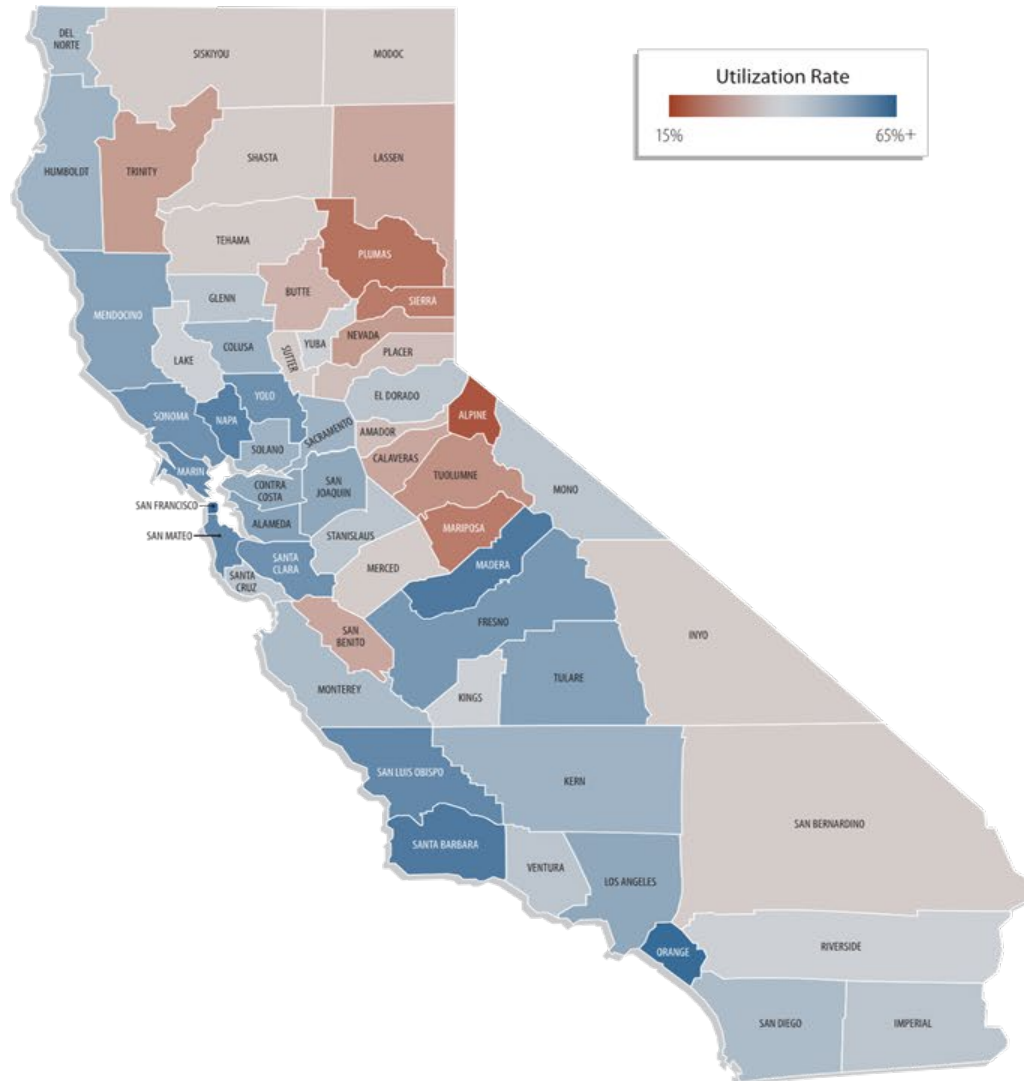 DEL
NORTE
SISKIYOU
MODOC
Utilization Rate
15%
65%+
HUMBOLDT
TRINITY
SHASTA
LASSEN
TEHAMA
PLUMAS
MENDOCINO
GLENN
BUTTE
SIERRA
LAKE
COLUSA
SUTTER
YUBA
NEVADA
PLACER
SONOMA
NAPA
YOLO
EL DORADO
ALPINE
SACRAMENTO
SOLANO
AMADOR
MARIN
CALAVERAS
TUOLUMNE
MONO
SAN FRANCISCO
CONTRA
COSTA
SAN
JOAQUIN
SAN MATEO
ALAMEDA
STANISLAUS
MARIPOSA
SANTA
CLARA
MERCED
MADERA
SANTA
CRUZ
FRESNO
INYO
SAN
BENITO
MONTEREY
KINGS
TULARE
SAN LUIS OBISPO
KERN
SAN BERNARDINO
SANTA BARBARA
VENTURA
LOS ANGELES
ORANGE
RIVERSIDE
SAN DIEGO
IMPERIAL